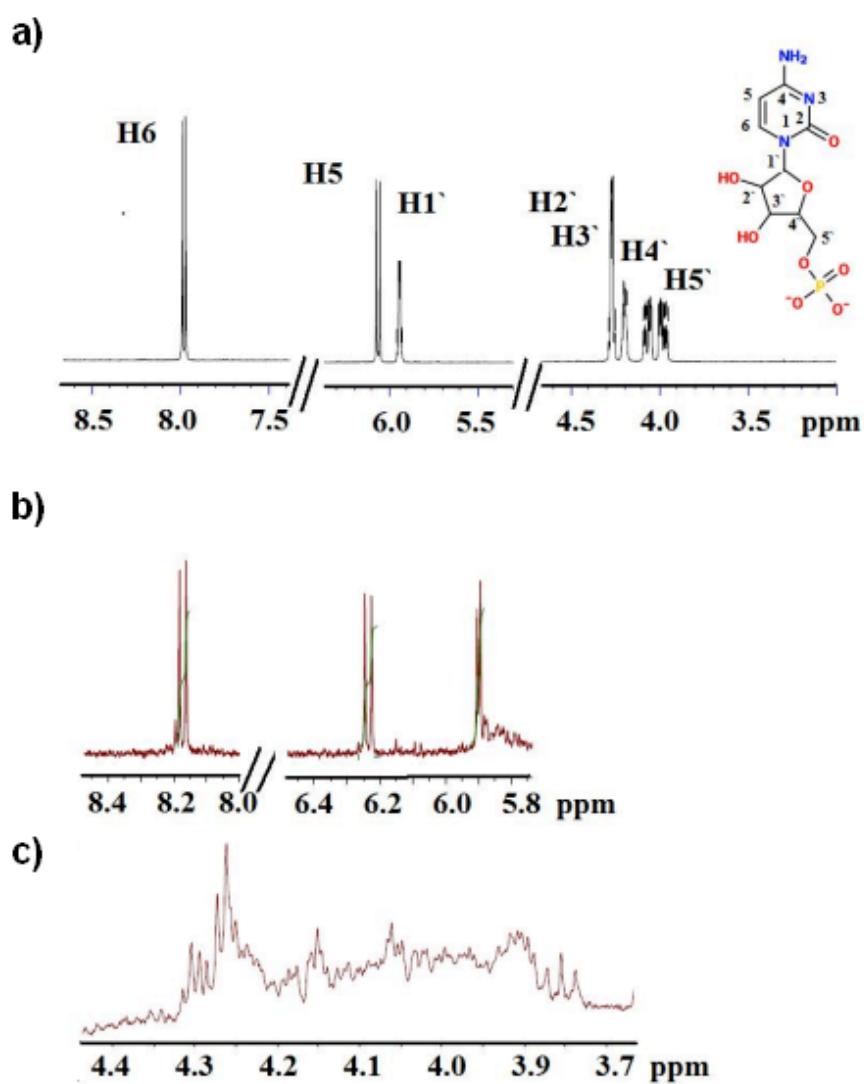 a)
NH₂
5
4
N
3
H6
6
1
2
N
O
H5
1`
H1`
H2`
HO
O
2`
3`
H3`
4`
H4`
HO
5`
H5`
O
O
P
⁻O
O⁻
8.5 8.0 7.5 6.0 5.5 4.5 4.0 3.5 ppm
b)
8.4 8.2 8.0 6.4 6.2 6.0 5.8 ppm
c)
4.4 4.3 4.2 4.1 4.0 3.9 3.7 ppm